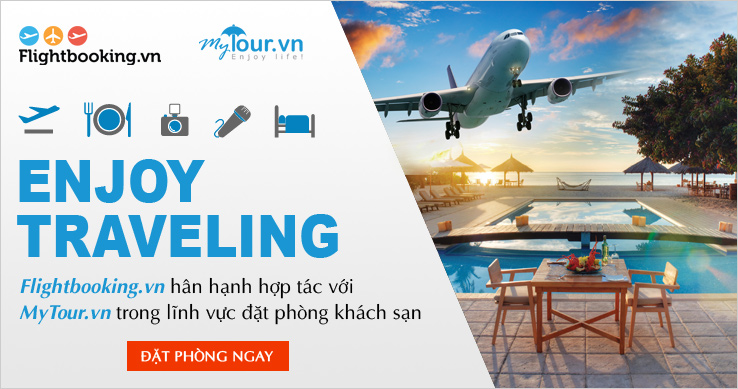 Flightbooking.vn
MyTour.vn
Enjoy life!
ENJOY
TRAVELING
Flightbooking.vn hân hạnh hợp tác với
MyTour.vn trong lĩnh vực đặt phòng khách sạn
ĐẶT PHÒNG NGAY